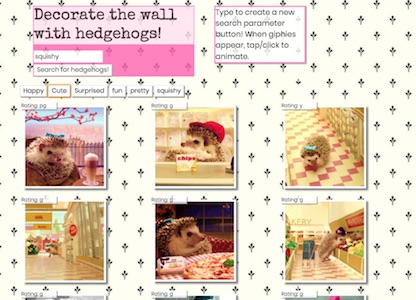 Decorate the wall
with hedgehogs!
Type to create a new
search parameter
button! When giphies
appear, tap/click to
animate.
squishy
Search for hedgehogs!
Happy Cute Surprised fun pretty squishy
Rating: pg Rating: g Rating: y
chips
Rating: g Rating: g Rating: g
KERY
Rating: g Rating: g Rating: g